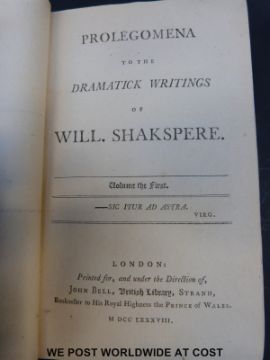 PROLEGOMENA
TO THE
DRAMATICK WRITINGS
OF
WILL. SHAKSPERE.
Volume the First.
—SIC ITUR AD ASTRA.
VIRG.
LONDON:
Printed for, and under the Direction of,
JOHN BELL, British Library, STRAND,
Bookseller to His Royal Highness the PRINCE of WALES.
M DCC LXXXVIII.
WE POST WORLDWIDE AT COST